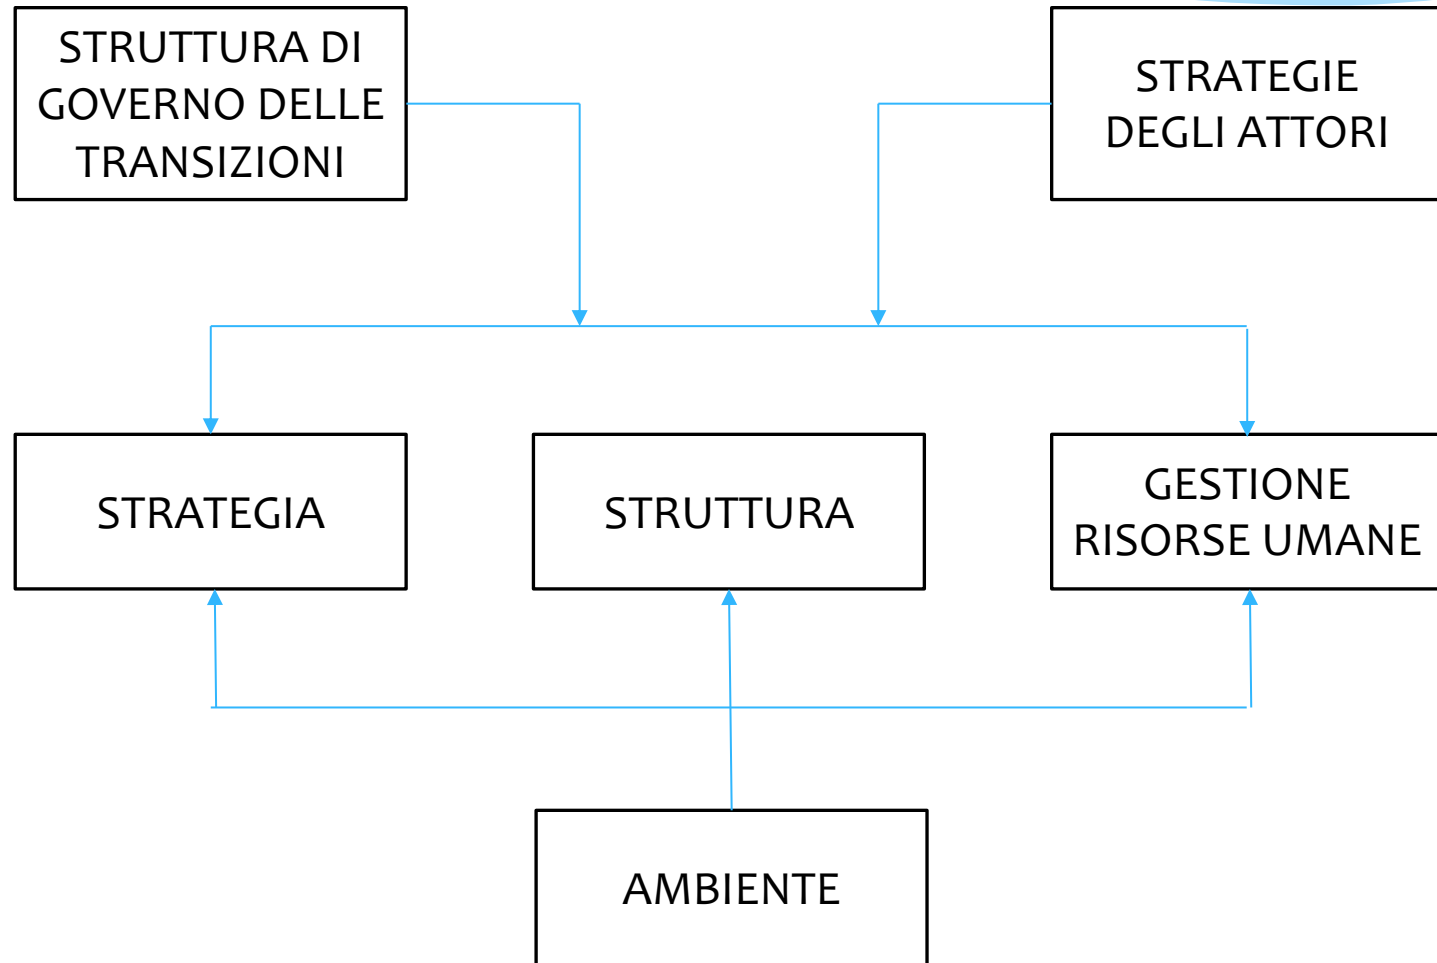 STRUTTURA DI
GOVERNO DELLE
TRANSIZIONI
STRATEGIE
DEGLI ATTORI
STRATEGIA
STRUTTURA
GESTIONE
RISORSE UMANE
AMBIENTE